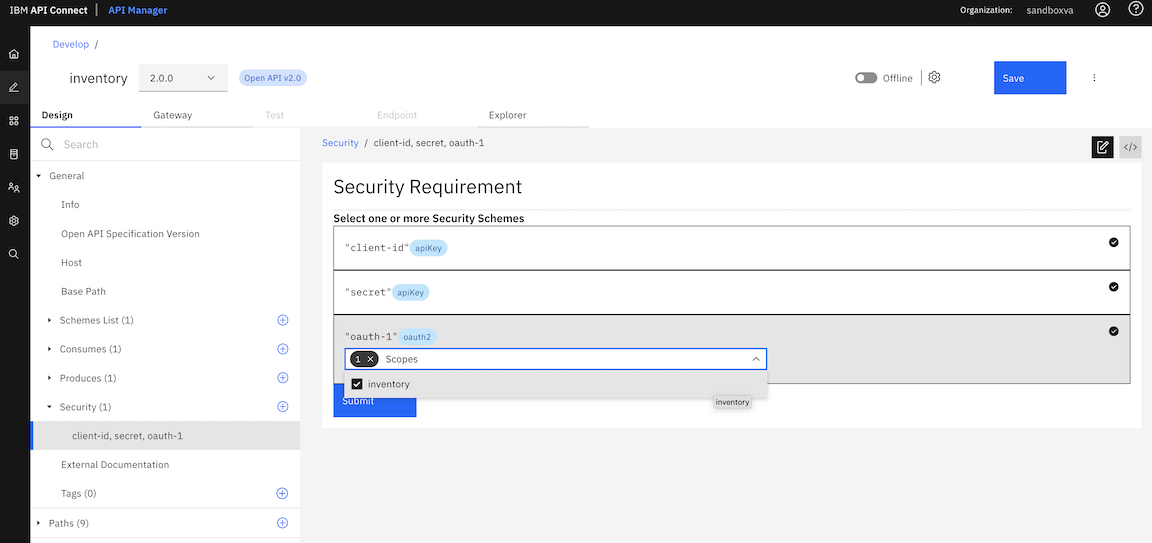 IBM API Connect | API Manager
Organization: sandboxva
Develop /
inventory 2.0.0 Open API v2.0
Offline
Save
Design Gateway Test Endpoint Explorer
Search
General
Info
Open API Specification Version
Host
Base Path
Schemes List (1)
Consumes (1)
Produces (1)
Security (1)
client-id, secret, oauth-1
External Documentation
Tags (0)
Paths (9)
Security / client-id, secret, oauth-1
</>
Security Requirement
Select one or more Security Schemes
"client-id" apiKey
"secret" apiKey
"oauth-1" oauth2
1 × Scopes
inventory
inventory
Submit